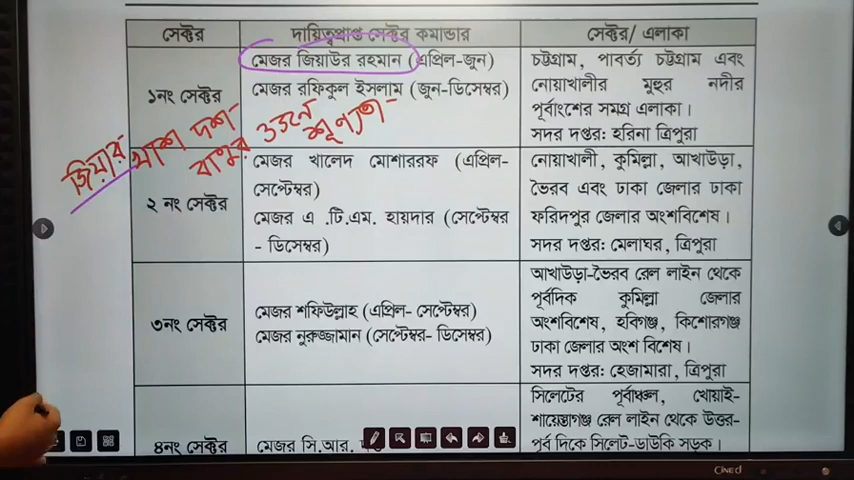 সেক্টর
দায়িত্বপ্রাপ্ত সেক্টর কমান্ডার
সেক্টর/ এলাকা
১নং সেক্টর
মেজর জিয়াউর রহমান (এপ্রিল-জুন)
মেজর রফিকুল ইসলাম (জুন-ডিসেম্বর)
চট্টগ্রাম, পার্বত্য চট্টগ্রাম এবং
নোয়াখালীর মুহুর নদীর
পূর্বাংশের সমগ্র এলাকা।
সদর দপ্তর: হরিনা ত্রিপুরা
জিয়ার
দশ
২ নং সেক্টর
মেজর খালেদ মোশাররফ (এপ্রিল-
সেপ্টেম্বর)
মেজর এ .টি.এম. হায়দার (সেপ্টেম্বর
- ডিসেম্বর)
নোয়াখালী, কুমিল্লা, আখাউড়া,
ভৈরব এবং ঢাকা জেলার ঢাকা
ফরিদপুর জেলার অংশবিশেষ।
সদর দপ্তর: মেলাঘর, ত্রিপুরা
৩নং সেক্টর
মেজর শফিউল্লাহ (এপ্রিল- সেপ্টেম্বর)
মেজর নুরুজ্জামান (সেপ্টেম্বর- ডিসেম্বর)
আখাউড়া-ভৈরব রেল লাইন থেকে
পূর্বদিক কুমিল্লা জেলার
অংশবিশেষ, হবিগঞ্জ, কিশোরগঞ্জ
ঢাকা জেলার অংশ বিশেষ।
সদর দপ্তর: হেজামারা, ত্রিপুরা
৪নং সেক্টর
মেজর সি.আর.
সিলেটের পূর্বাঞ্চল, খোয়াই-
শায়েস্তাগঞ্জ রেল লাইন থেকে উত্তর-
পূর্ব দিকে সিলেট-ডাউকি সড়ক।